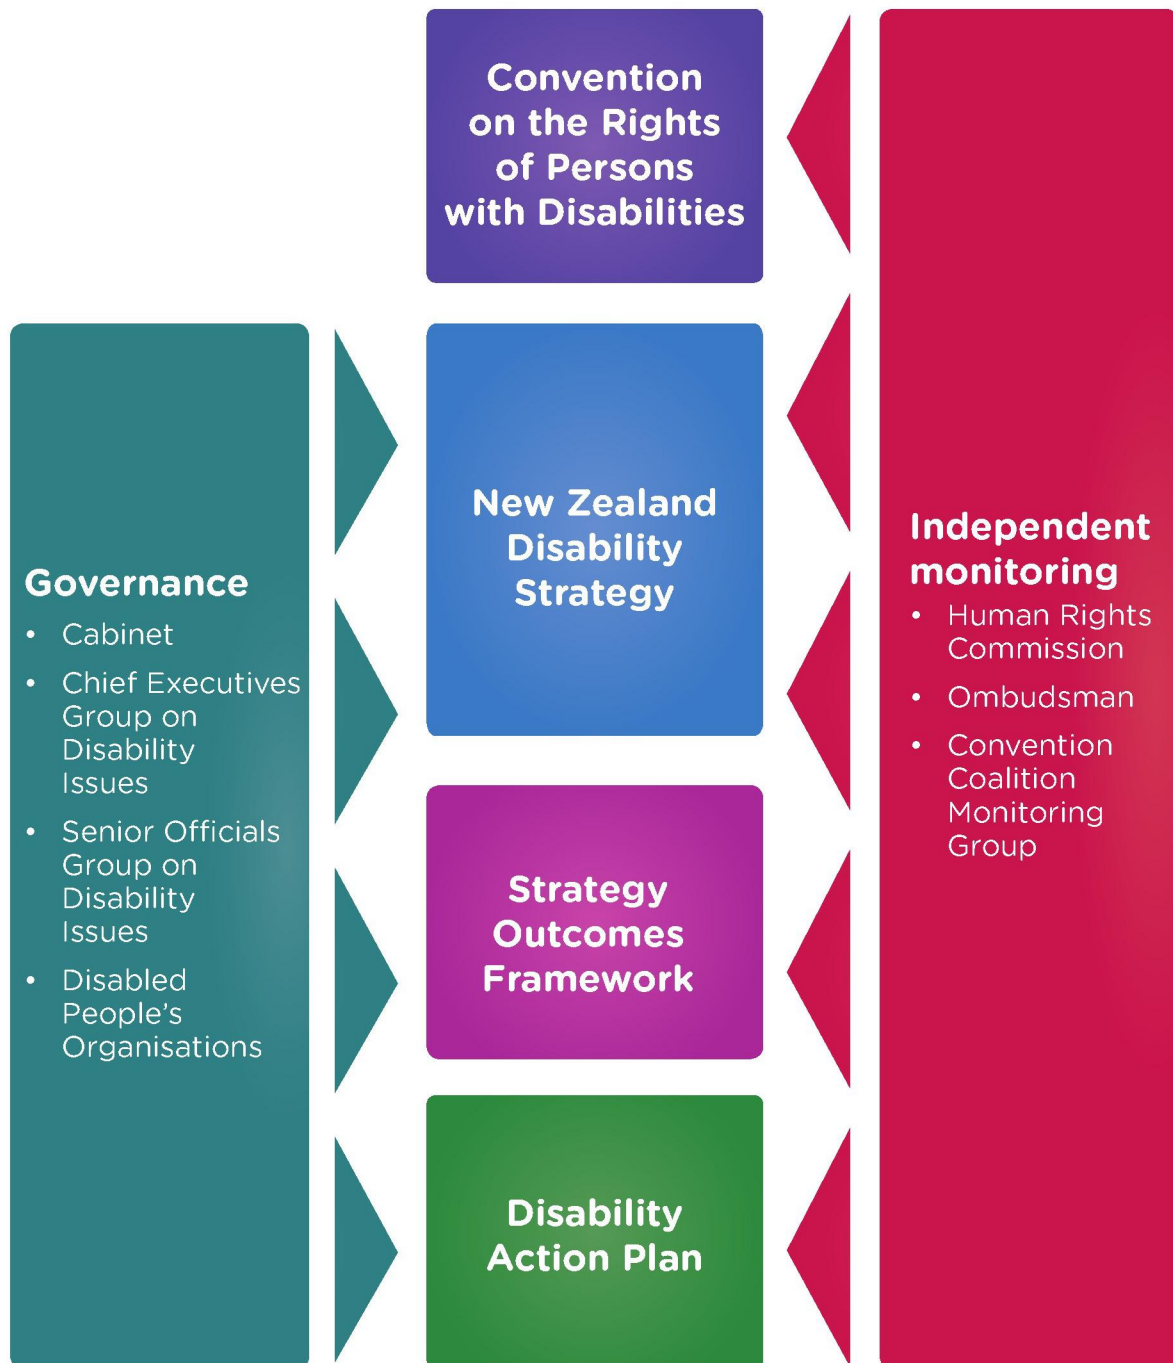 Convention
on the Rights
of Persons
with Disabilities
New Zealand
Disability
Strategy
Strategy
Outcomes
Framework
Disability
Action Plan
Governance
• Cabinet
• Chief Executives
Group on
Disability
Issues
• Senior Officials
Group on
Disability
Issues
• Disabled
People’s
Organisations
Independent
monitoring
• Human Rights
Commission
• Ombudsman
• Convention
Coalition
Monitoring
Group